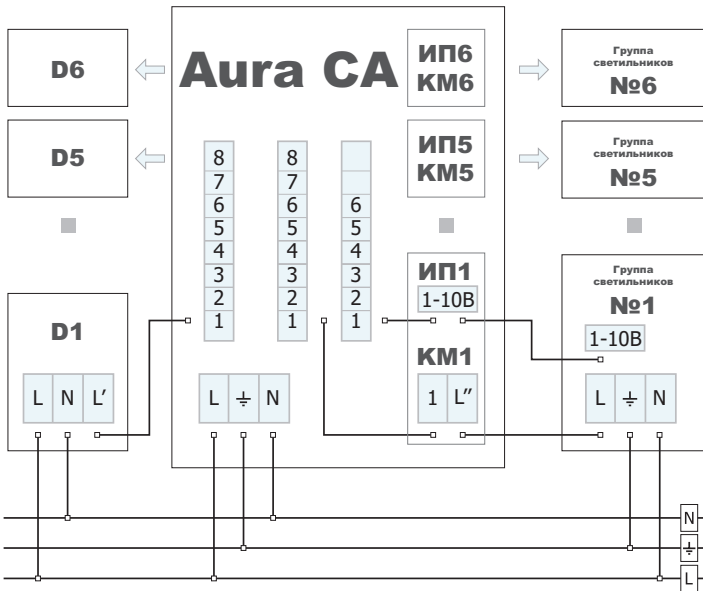 D6
Aura CA
ИП6
КМ6
Группа
светильников
№6
D5
ИП5
КМ5
Группа
светильников
№5
8 8
7 7
6 6 6
5 5 5
4 4 4
3 3 3
2 2 2
1 1 1
D1
L N L′
L ⏚ N
ИП1
1-10В
КМ1
1 L″
Группа
светильников
№1
1-10В
L ⏚ N
N
⏚
L